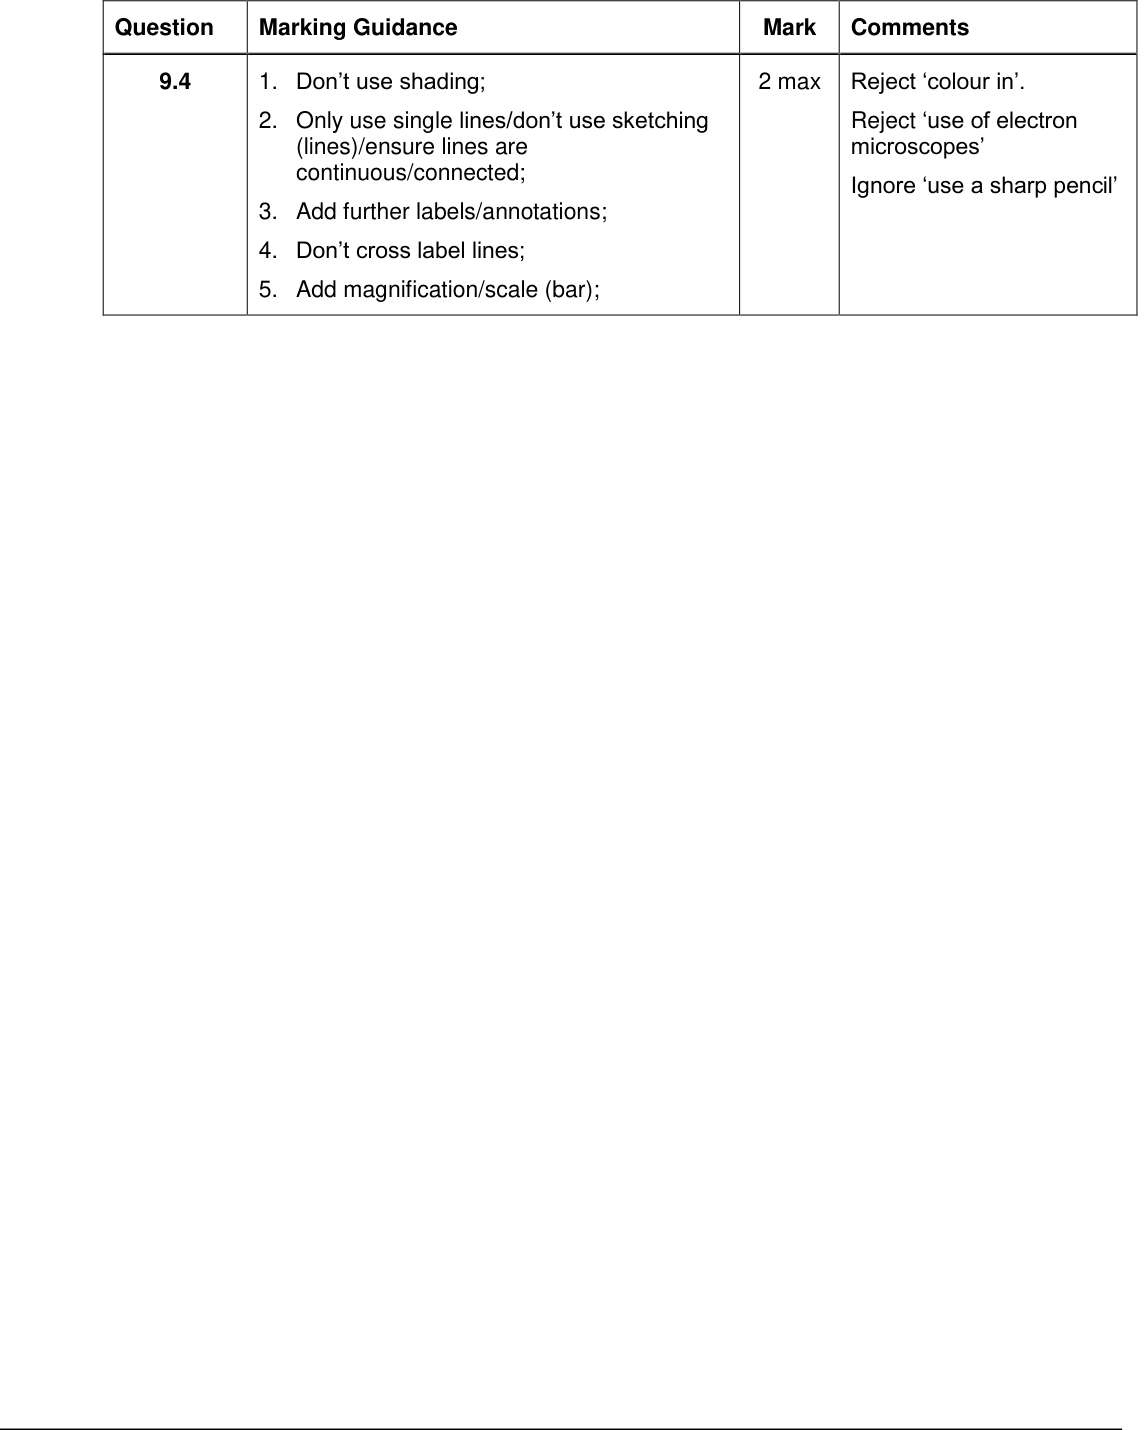 Question Marking Guidance Mark Comments
9.4 1. Don’t use shading; 2 max Reject ‘colour in’.
2. Only use single lines/don’t use sketching Reject ‘use of electron
(lines)/ensure lines are microscopes’
continuous/connected;
Ignore ‘use a sharp pencil’
3. Add further labels/annotations;
4. Don’t cross label lines;
5. Add magnification/scale (bar);